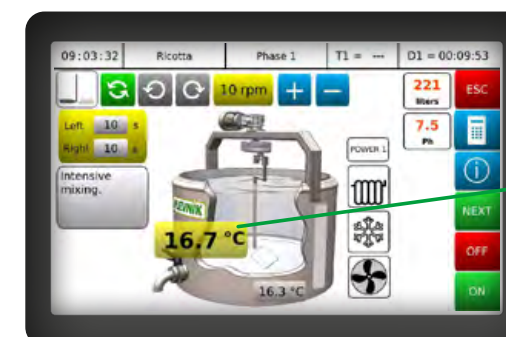 09:03:32 Ricotta Phase 1 T1 = --- D1 = 00:09:53
10 rpm + −
221
liters
ESC
Left 10 s
Right 10 s
7.5
Ph
POWER 1
Intensive
mixing.
KEVNIK
16.7 °C
NEXT
OFF
16.3 °C
ON